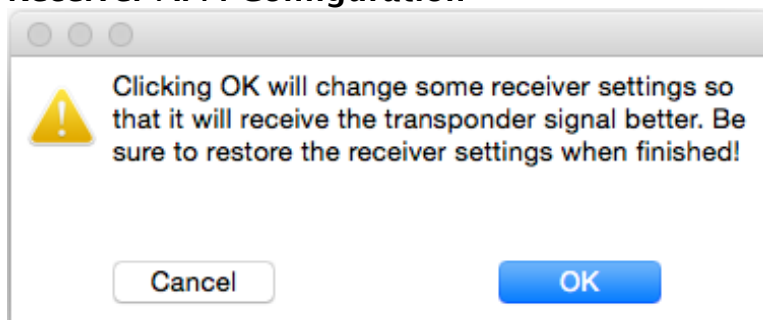 Clicking OK will change some receiver settings so
that it will receive the transponder signal better. Be
sure to restore the receiver settings when finished!
Cancel
OK